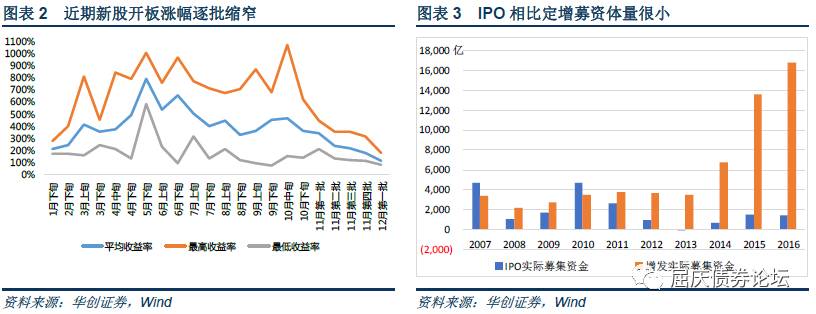 图表 2 近期新股开板涨幅逐批缩窄
1100%
1000%
900%
800%
700%
600%
500%
400%
300%
200%
100%
0%
1月下旬
2月下旬
3月上旬
3月下旬
4月中旬
4月下旬
5月下旬
6月上旬
6月下旬
7月上旬
7月下旬
8月上旬
8月下旬
9月上旬
9月下旬
10月中旬
10月下旬
11月第一批
11月第二批
11月第三批
11月第四批
12月第一批
平均收益率 最高收益率 最低收益率
资料来源：华创证券，Wind
图表 3 IPO 相比定增募资体量很小
18,000 亿
16,000
14,000
12,000
10,000
8,000
6,000
4,000
2,000
0
(2,000)
2007 2008 2009 2010 2011 2012 2013 2014 2015 2016
IPO实际募集资金 增发实际募集资金
屈庆债券论坛
资料来源：华创证券，Wind